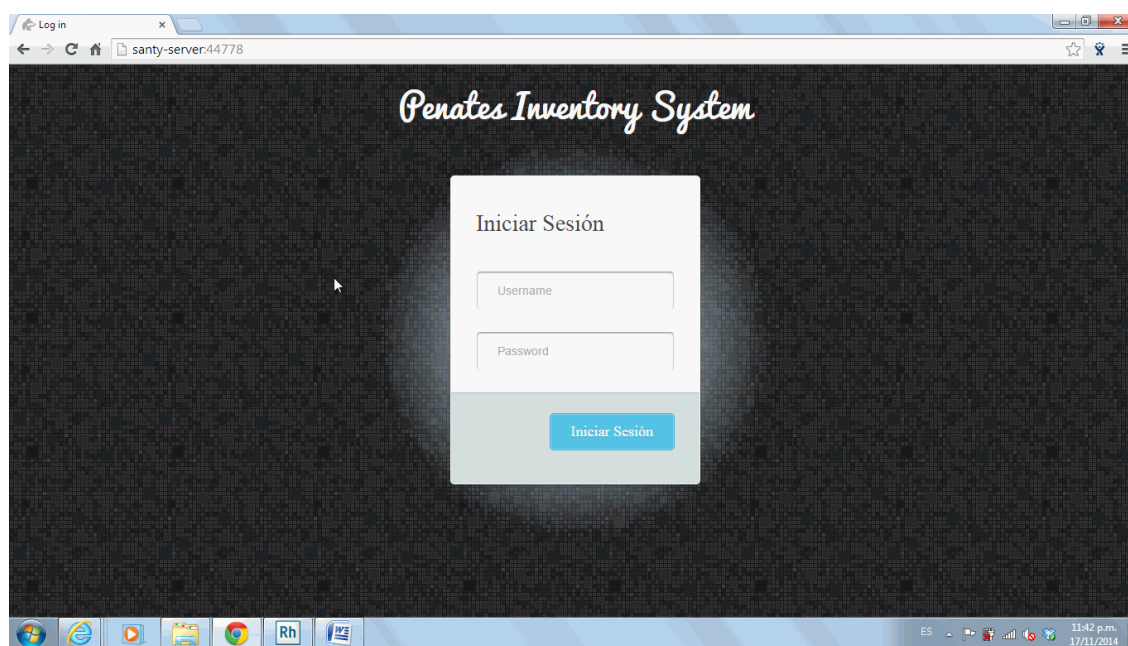 Log in
santy-server:44778
Penates Inventory System
Iniciar Sesión
Username
Password
Iniciar Sesión
Rh
W
ES
11:42 p.m.
17/11/2014